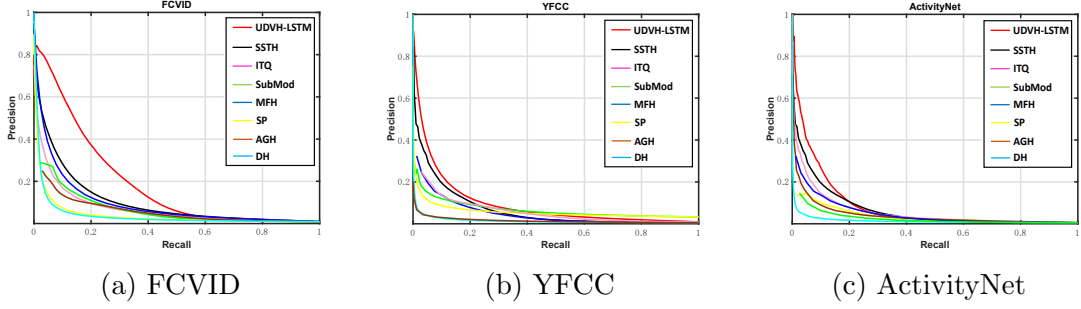 FCVID
Precision
1
0.8
0.6
0.4
0.2
0
0.2
0.4
0.6
0.8
1
Recall
UDVH-LSTM
SSTH
ITQ
SubMod
MFH
SP
AGH
DH
(a) FCVID
YFCC
Precision
1
0.8
0.6
0.4
0.2
0
0.2
0.4
0.6
0.8
1
Recall
UDVH-LSTM
SSTH
ITQ
SubMod
MFH
SP
AGH
DH
(b) YFCC
ActivityNet
Precision
1
0.8
0.6
0.4
0.2
0
0.2
0.4
0.6
0.8
1
Recall
UDVH-LSTM
SSTH
ITQ
SubMod
MFH
SP
AGH
DH
(c) ActivityNet